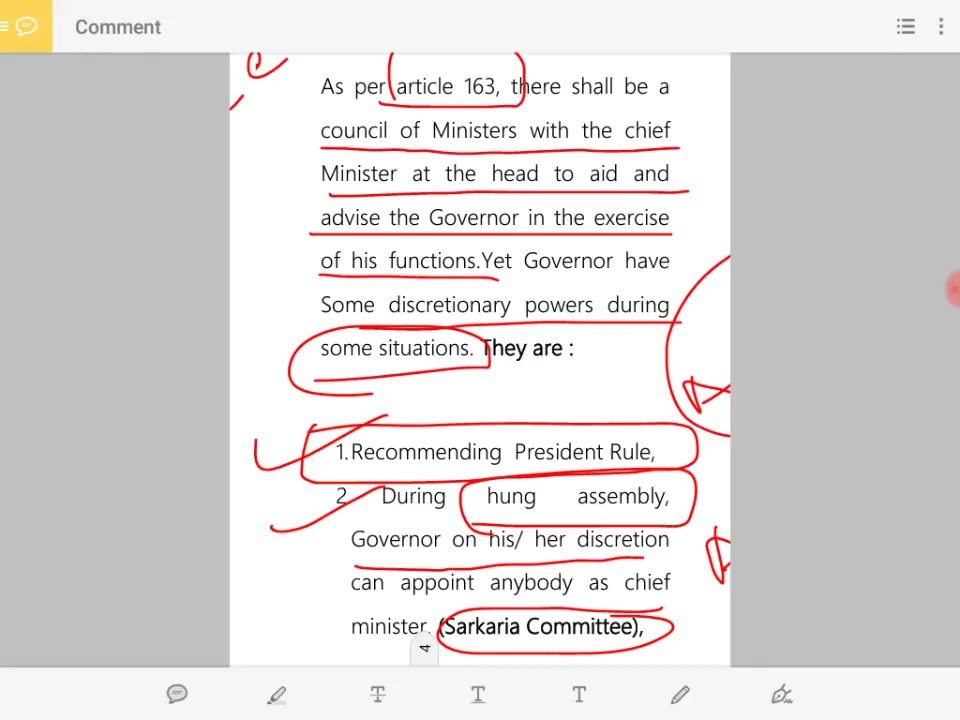 Comment
As per article 163, there shall be a
council of Ministers with the chief
Minister at the head to aid and
advise the Governor in the exercise
of his functions.Yet Governor have
Some discretionary powers during
some situations. They are :
1.Recommending President Rule,
2 During hung assembly,
Governor on his/ her discretion
can appoint anybody as chief
minister. (Sarkaria Committee),
4
T T T